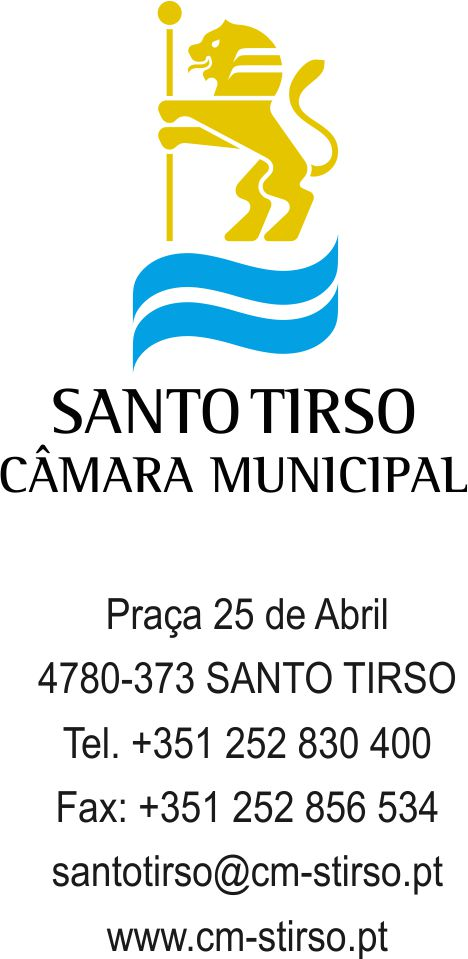 SANTO TIRSO
CÂMARA MUNICIPAL
Praça 25 de Abril
4780-373 SANTO TIRSO
Tel. +351 252 830 400
Fax: +351 252 856 534
santotirso@cm-stirso.pt
www.cm-stirso.pt